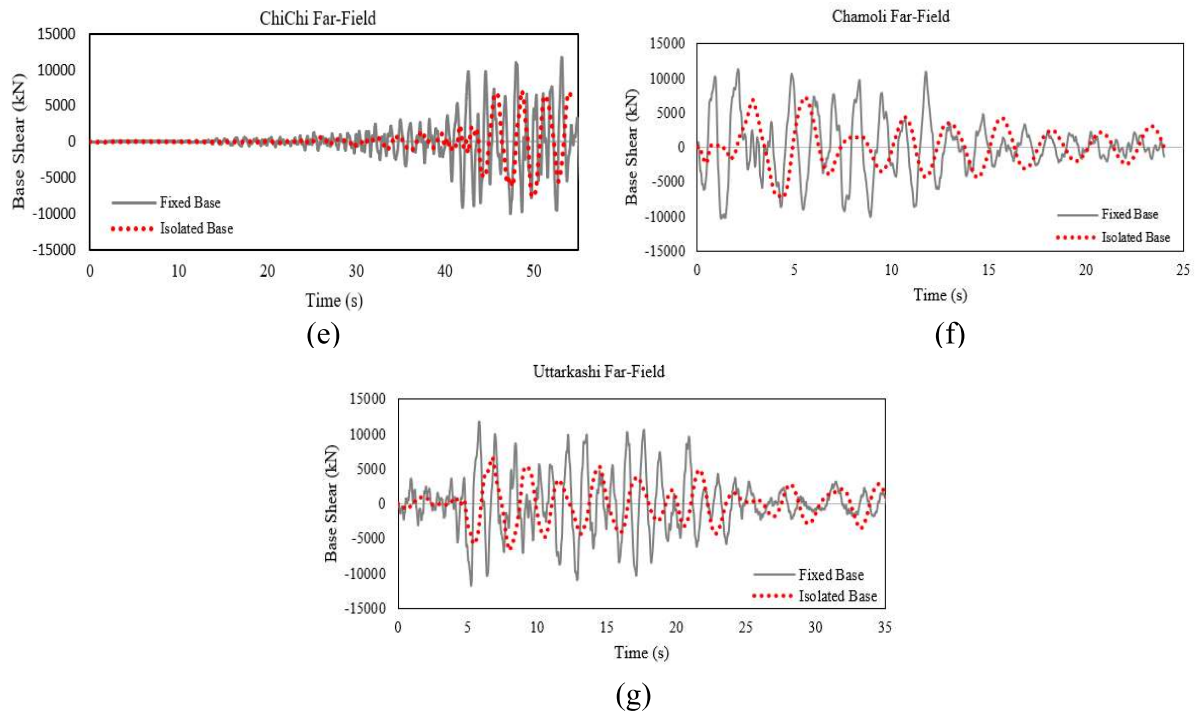 ChiChi Far-Field
15000
10000
5000
0
-5000
-10000
-15000
Base Shear (kN)
Fixed Base
Isolated Base
0 10 20 30 40 50
Time (s)
(e)
Chamoli Far-Field
15000
10000
5000
0
-5000
-10000
-15000
Base Shear (kN)
Fixed Base
Isolated Base
0 5 10 15 20 25
Time (s)
(f)
Uttarkashi Far-Field
15000
10000
5000
0
-5000
-10000
-15000
Base Shear (kN)
Fixed Base
Isolated Base
0 5 10 15 20 25 30 35
Time (s)
(g)